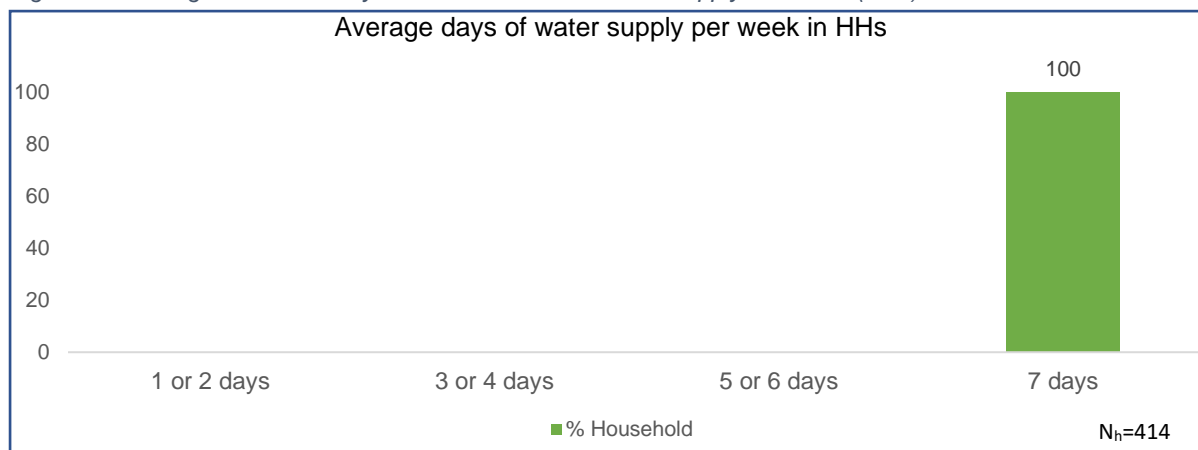 Average days of water supply per week in HHs
100
100
80
60
40
20
0
1 or 2 days
3 or 4 days
5 or 6 days
7 days
% Household
Nh=414